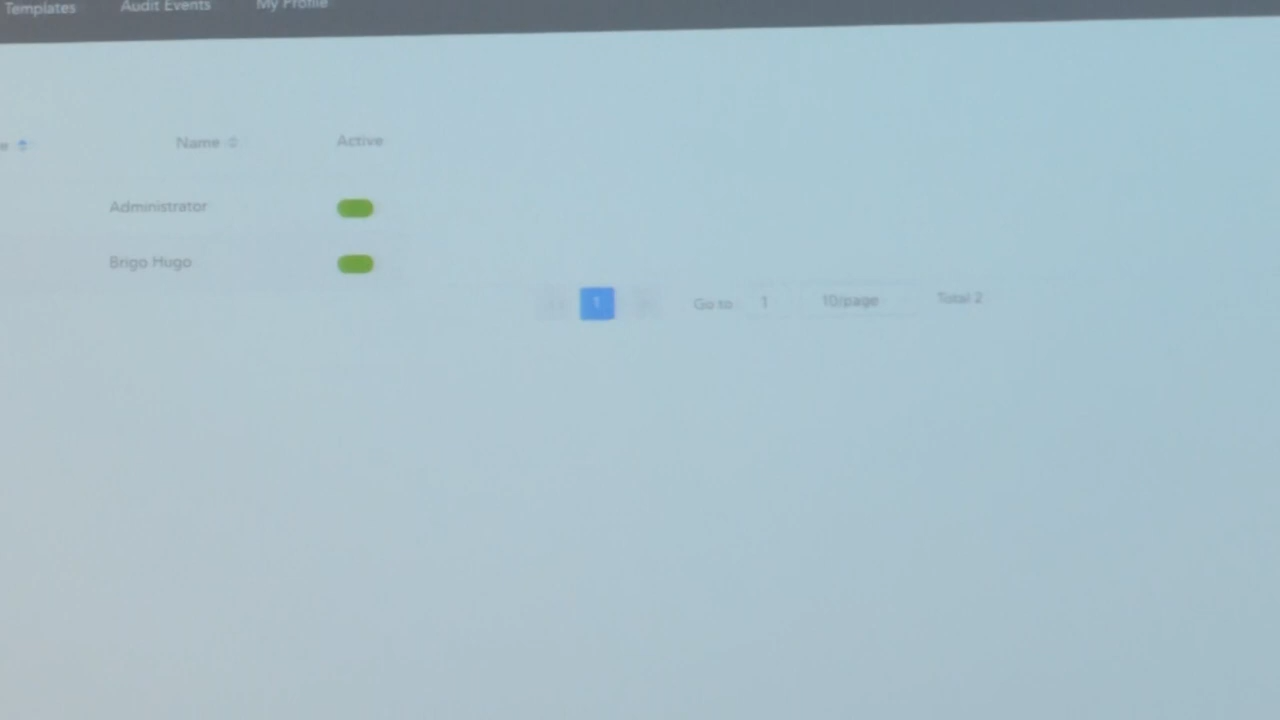 Templates Audit Events My Profile
e Name Active
Administrator
Brigo Hugo
1 Go to 1 10/page Total 2